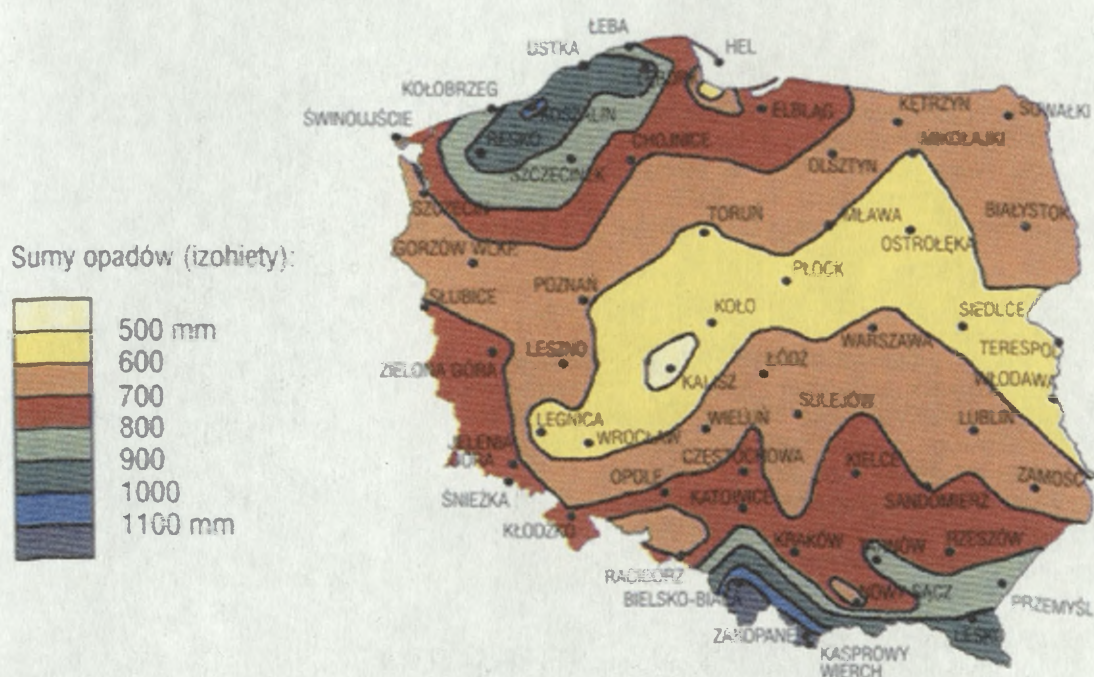 ŁEBA
USTKA
HEL
KOŁOBRZEG
ŚWINOUJŚCIE
KOSZALIN
ELBLĄG
KĘTRZYN
SUWAŁKI
RESKO
CHOJNICE
MIKOŁAJKI
OLSZTYN
SZCZECINEK
SZCZECIN
TORUŃ
MŁAWA
BIAŁYSTOK
OSTROŁĘKA
GORZÓW WLKP.
Sumy opadów (izohiety):
PŁOCK
POZNAŃ
SŁUBICE
KOŁO
SIEDLCE
500 mm
WARSZAWA
TERESPOL
LESZNO
ŁÓDŹ
600
ZIELONA GÓRA
KALISZ
WŁODAWA
700
SULEJÓW
LEGNICA
WIELUŃ
LUBLIN
800
WROCŁAW
JELENIA
GÓRA
CZĘSTOCHOWA
KIELCE
900
OPOLE
ZAMOŚĆ
1000
ŚNIEŻKA
KATOWICE
SANDOMIERZ
1100 mm
KŁODZKO
KRAKÓW
TARNÓW
RZESZÓW
RACIBÓRZ
BIELSKO-BIAŁA
NOWY SĄCZ
PRZEMYŚL
ZAKOPANE
LESKO
KASPROWY
WIERCH